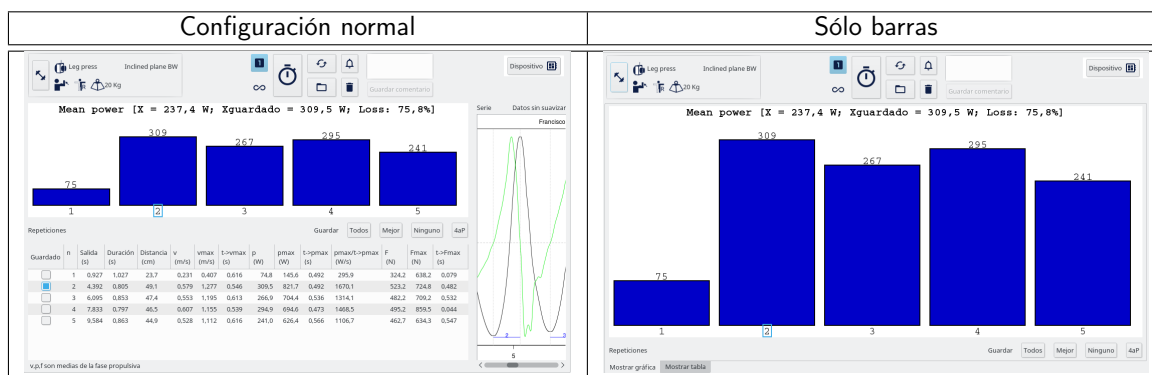 Configuración normal
Leg press Inclined plane BW
20 Kg
1
Guardar comentario
Dispositivo
Mean power [X = 237,4 W; Xguardado = 309,5 W; Loss: 75,8%]
75 309 267 295 241
1 2 3 4 5
Repeticiones Guardar Todos Mejor Ninguno 4aP
Guardado n Salida (s) Duración (s) Distancia (cm) v (m/s) vmax (m/s) t->vmax (s) p (W) pmax (W) t->pmax (s) pmax/t->pmax (W/s) F (N) Fmax (N) t->Fmax (s)
1 0,927 1,027 23,7 0,231 0,407 0,616 74,8 145,6 0,492 295,9 324,2 638,2 0,079
2 4,392 0,805 49,1 0,579 1,277 0,546 309,5 821,7 0,492 1670,1 523,2 724,8 0,482
3 6,095 0,853 47,4 0,553 1,195 0,613 266,9 704,4 0,536 1314,1 482,2 709,2 0,532
4 7,833 0,797 46,5 0,607 1,155 0,539 294,9 694,6 0,473 1468,5 495,2 859,5 0,044
5 9,584 0,863 44,9 0,528 1,112 0,616 241,0 626,4 0,566 1106,7 462,7 634,3 0,547
v,p,f son medias de la fase propulsiva
Serie Datos sin suavizar
Francisco
2
5
Sólo barras
Leg press Inclined plane BW
20 Kg
1
Guardar comentario
Dispositivo
Mean power [X = 237,4 W; Xguardado = 309,5 W; Loss: 75,8%]
75 309 267 295 241
1 2 3 4 5
Repeticiones Guardar Todos Mejor Ninguno 4aP
Mostrar gráfica Mostrar tabla